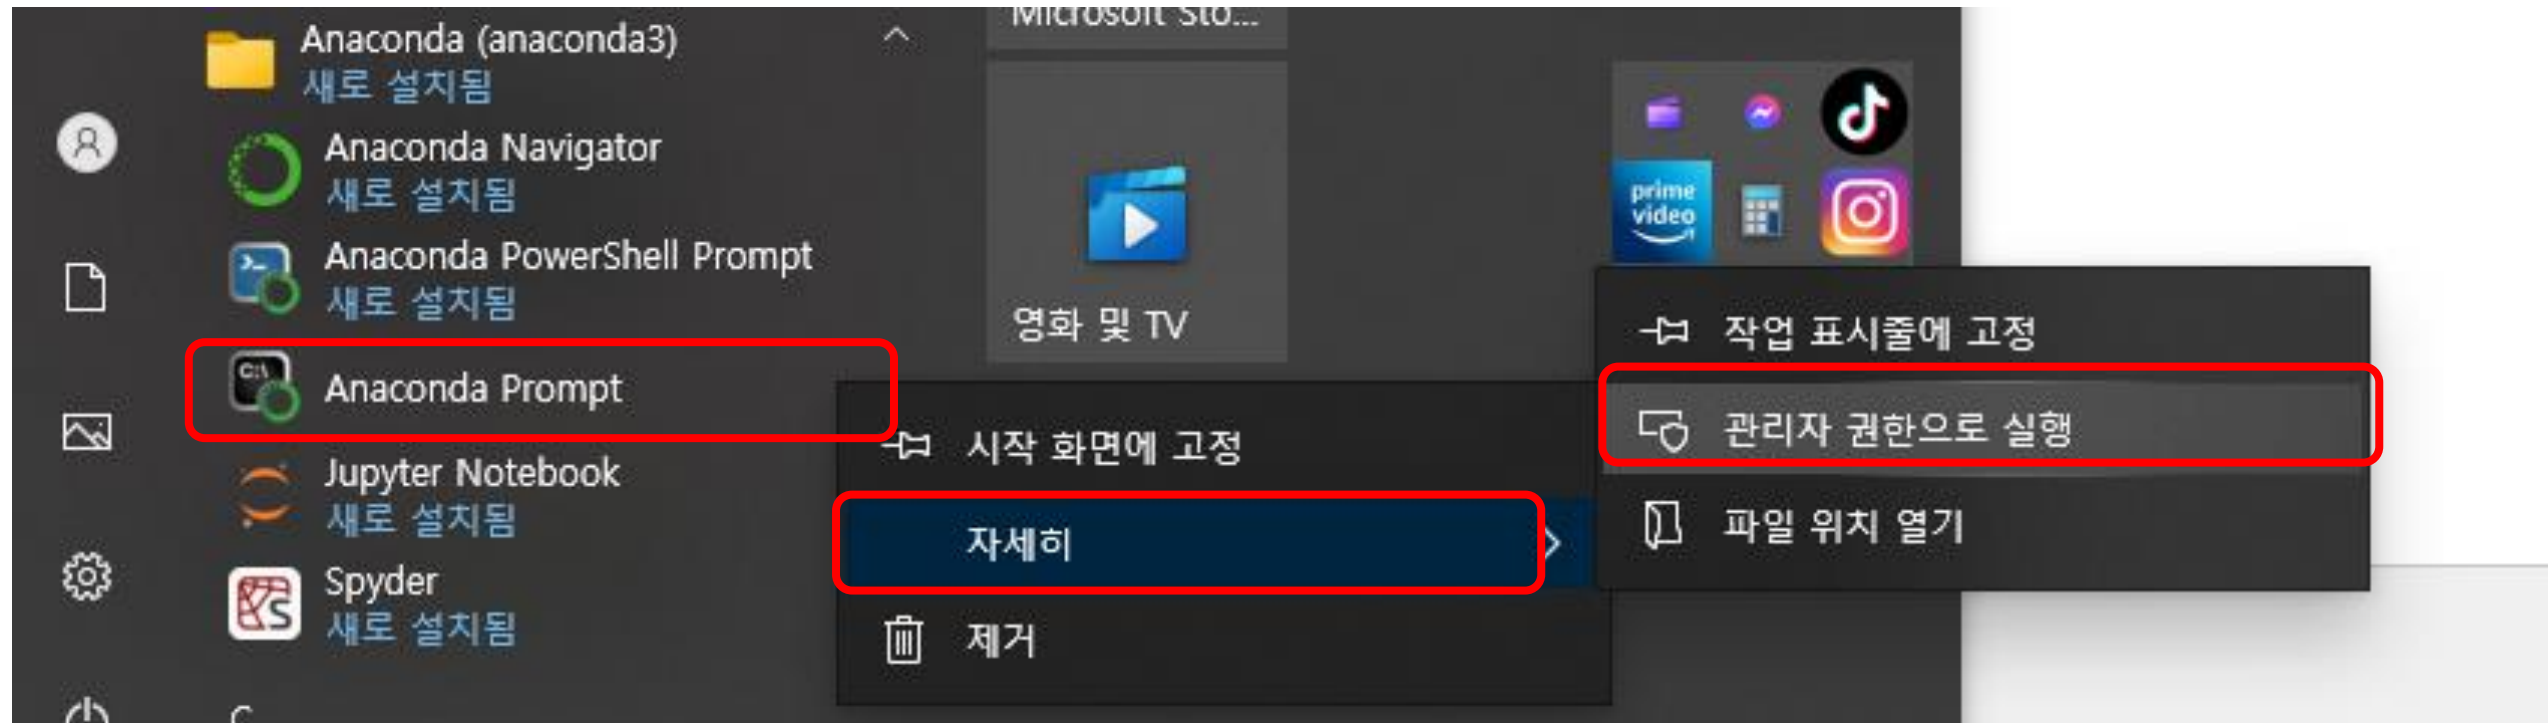 Anaconda (anaconda3)
새로 설치됨
Anaconda Navigator
새로 설치됨
Anaconda PowerShell Prompt
새로 설치됨
C:\
Anaconda Prompt
Jupyter Notebook
새로 설치됨
Spyder
새로 설치됨
Microsoft Sto...
영화 및 TV
prime
video
시작 화면에 고정
자세히
제거
작업 표시줄에 고정
관리자 권한으로 실행
파일 위치 열기